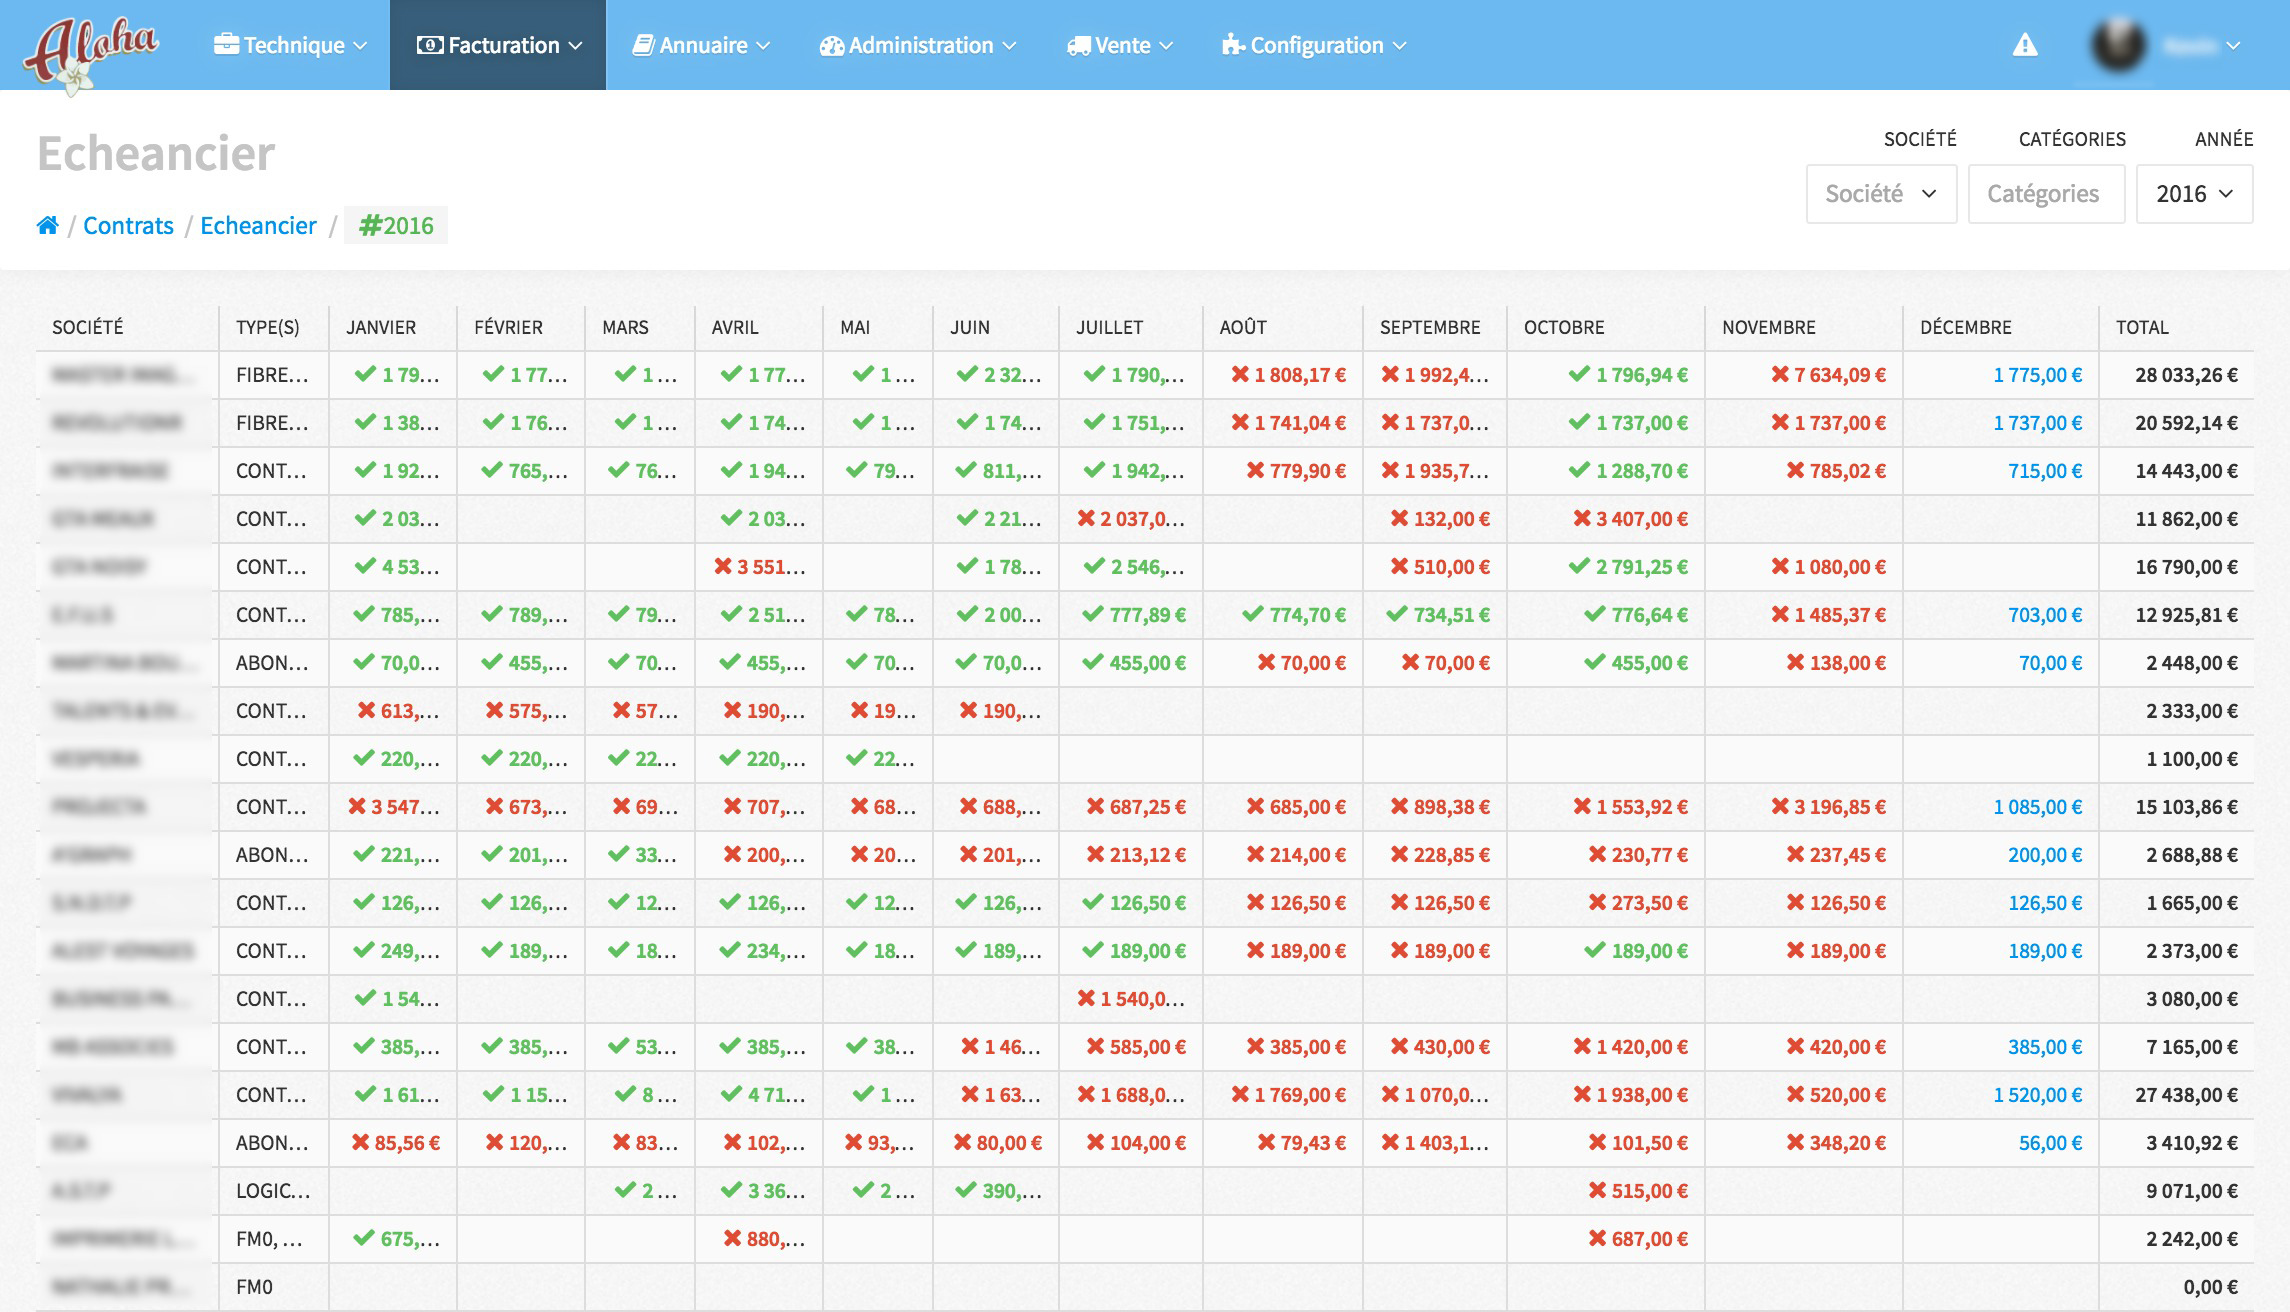 Aloha Technique Facturation Annuaire Administration Vente Configuration
Echeancier
SOCIÉTÉ CATÉGORIES ANNÉE
Société Catégories 2016
/ Contrats / Echeancier / #2016
SOCIÉTÉ TYPE(S) JANVIER FÉVRIER MARS AVRIL MAI JUIN JUILLET AOÛT SEPTEMBRE OCTOBRE NOVEMBRE DÉCEMBRE TOTAL
FIBRE... 1 79... 1 77... 1 ... 1 77... 1 ... 2 32... 1 790,... 1 808,17 € 1 992,4... 1 796,94 € 7 634,09 € 1 775,00 € 28 033,26 €
FIBRE... 1 38... 1 76... 1 ... 1 74... 1 ... 1 74... 1 751,... 1 741,04 € 1 737,0... 1 737,00 € 1 737,00 € 1 737,00 € 20 592,14 €
CONT... 1 92... 765,... 76... 1 94... 79... 811,... 1 942,... 779,90 € 1 935,7... 1 288,70 € 785,02 € 715,00 € 14 443,00 €
CONT... 2 03... 2 03... 2 21... 2 037,0... 132,00 € 3 407,00 € 11 862,00 €
CONT... 4 53... 3 551... 1 78... 2 546,... 510,00 € 2 791,25 € 1 080,00 € 16 790,00 €
CONT... 785,... 789,... 79... 2 51... 78... 2 00... 777,89 € 774,70 € 734,51 € 776,64 € 1 485,37 € 703,00 € 12 925,81 €
ABON... 70,0... 455,... 70... 455,... 70... 70,0... 455,00 € 70,00 € 70,00 € 455,00 € 138,00 € 70,00 € 2 448,00 €
CONT... 613,... 575,... 57... 190,... 19... 190,... 2 333,00 €
CONT... 220,... 220,... 22... 220,... 22... 1 100,00 €
CONT... 3 547... 673,... 69... 707,... 68... 688,... 687,25 € 685,00 € 898,38 € 1 553,92 € 3 196,85 € 1 085,00 € 15 103,86 €
ABON... 221,... 201,... 33... 200,... 20... 201,... 213,12 € 214,00 € 228,85 € 230,77 € 237,45 € 200,00 € 2 688,88 €
CONT... 126,... 126,... 12... 126,... 12... 126,... 126,50 € 126,50 € 126,50 € 273,50 € 126,50 € 126,50 € 1 665,00 €
CONT... 249,... 189,... 18... 234,... 18... 189,... 189,00 € 189,00 € 189,00 € 189,00 € 189,00 € 189,00 € 2 373,00 €
CONT... 1 54... 1 540,0... 3 080,00 €
CONT... 385,... 385,... 53... 385,... 38... 1 46... 585,00 € 385,00 € 430,00 € 1 420,00 € 420,00 € 385,00 € 7 165,00 €
CONT... 1 61... 1 15... 8 ... 4 71... 1 ... 1 63... 1 688,0... 1 769,00 € 1 070,0... 1 938,00 € 520,00 € 1 520,00 € 27 438,00 €
ABON... 85,56 € 120,... 83... 102,... 93,... 80,00 € 104,00 € 79,43 € 1 403,1... 101,50 € 348,20 € 56,00 € 3 410,92 €
LOGIC... 2 ... 3 36... 2 ... 390,... 515,00 € 9 071,00 €
FM0, ... 675,... 880,... 687,00 € 2 242,00 €
FM0 0,00 €